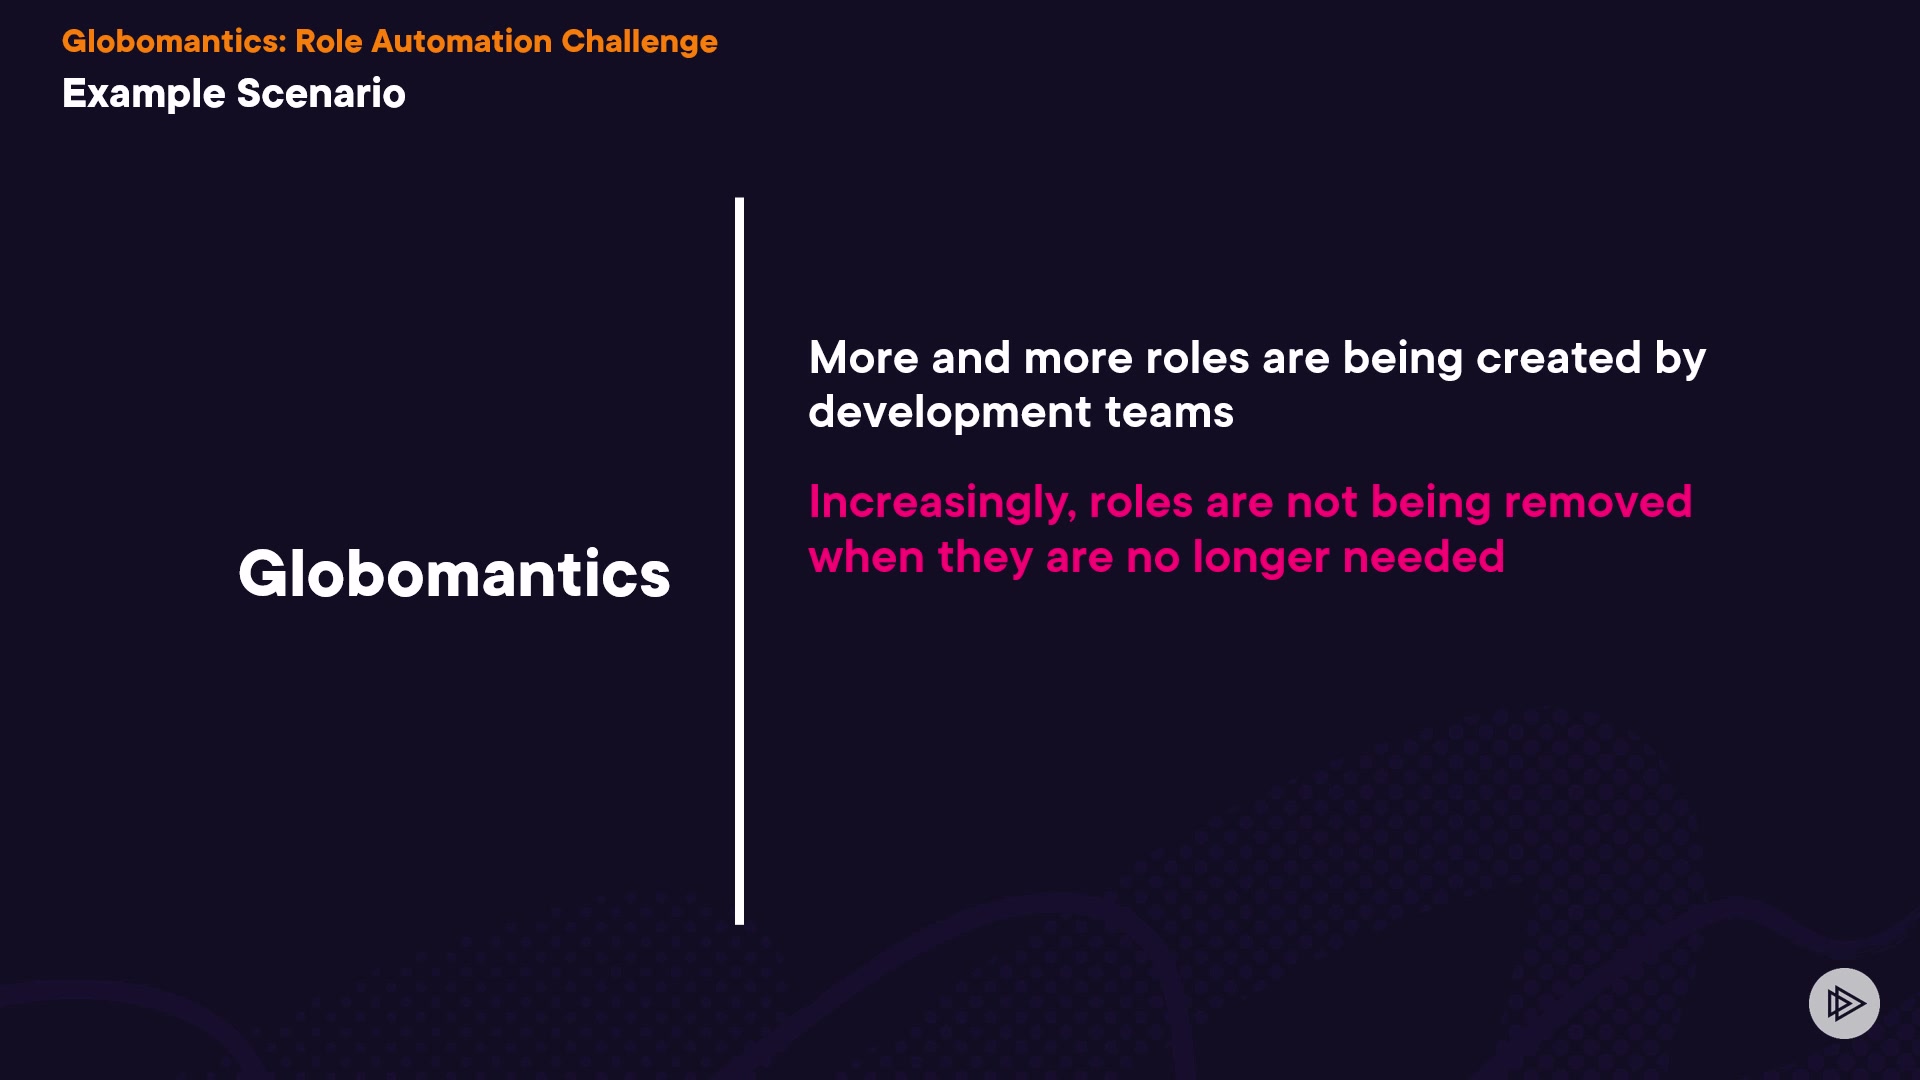 Globomantics: Role Automation Challenge
Example Scenario
Globomantics
More and more roles are being created by
development teams
Increasingly, roles are not being removed
when they are no longer needed